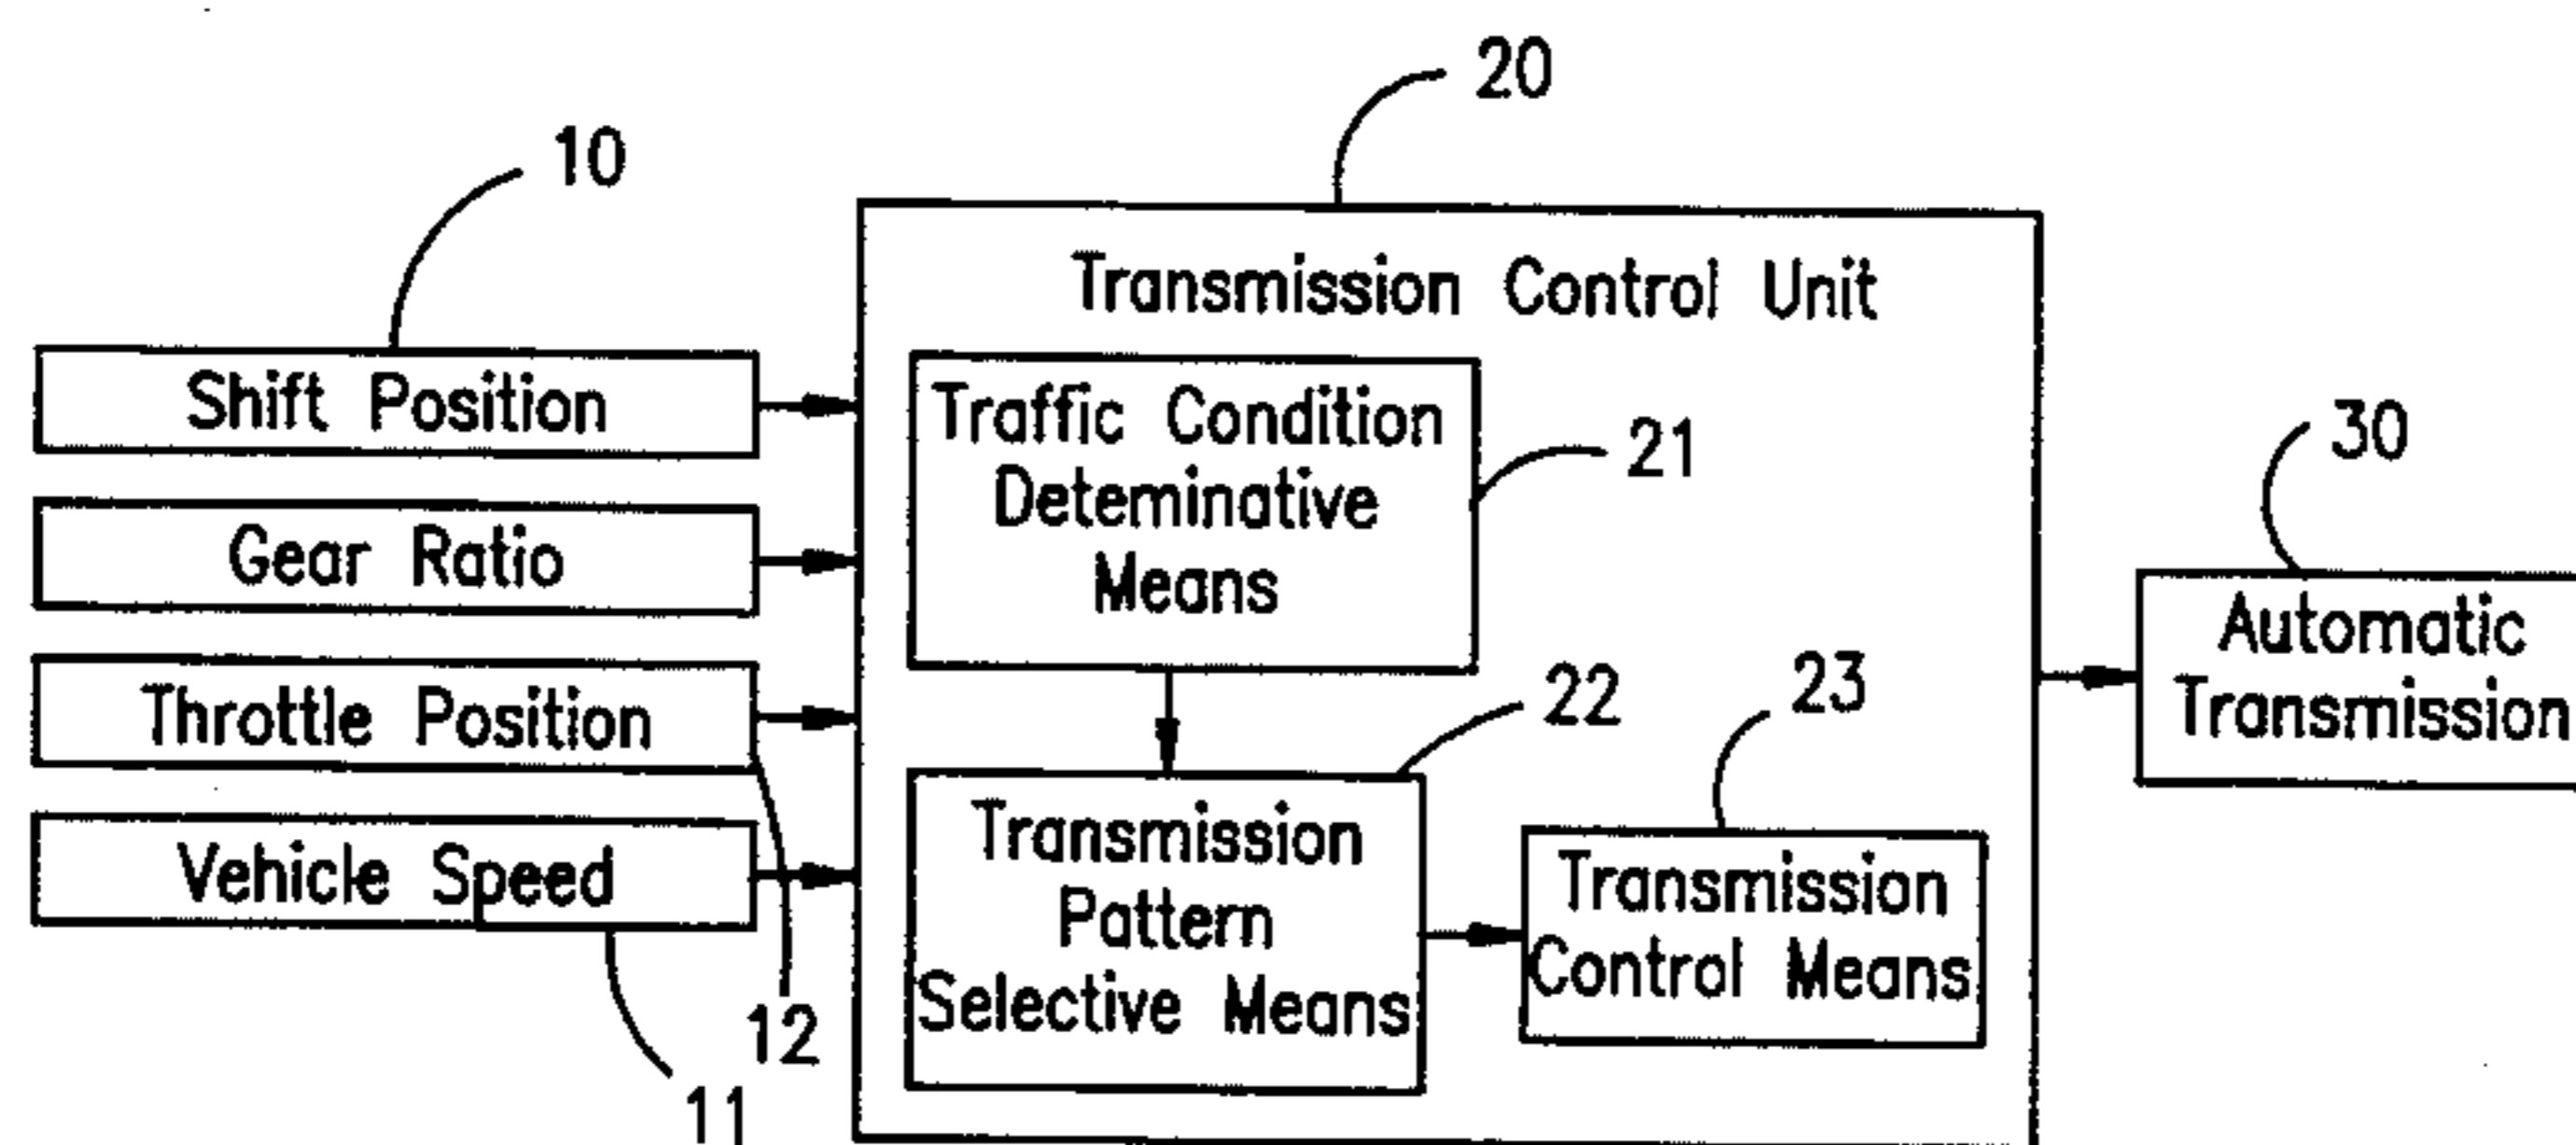 20
10
Transmission Control Unit
Shift Position
Traffic Condition
Deteminative
Means
21
30
Gear Ratio
Automatic
Transmission
Throttle Position
22
23
Transmission
Pattern
Selective Means
Transmission
Control Means
Vehicle Speed
12
11